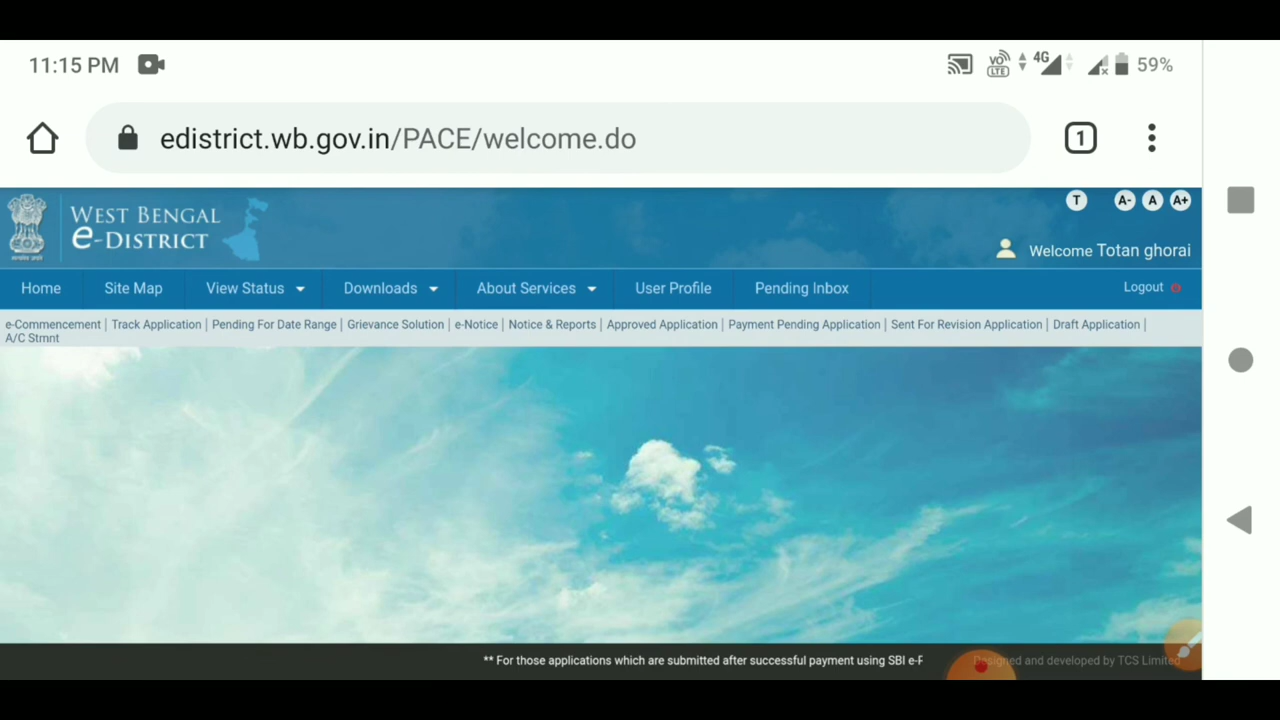 11:15 PM
VO LTE 4G 59%
edistrict.wb.gov.in/PACE/welcome.do
1
T A- A A+
WEST BENGAL
e-DISTRICT
Welcome Totan ghorai
Home Site Map View Status Downloads About Services User Profile Pending Inbox Logout
e-Commencement | Track Application | Pending For Date Range | Grievance Solution | e-Notice | Notice & Reports | Approved Application | Payment Pending Application | Sent For Revision Application | Draft Application |
A/C Stmnt
** For those applications which are submitted after successful payment using SBI e-P Designed and developed by TCS Limited